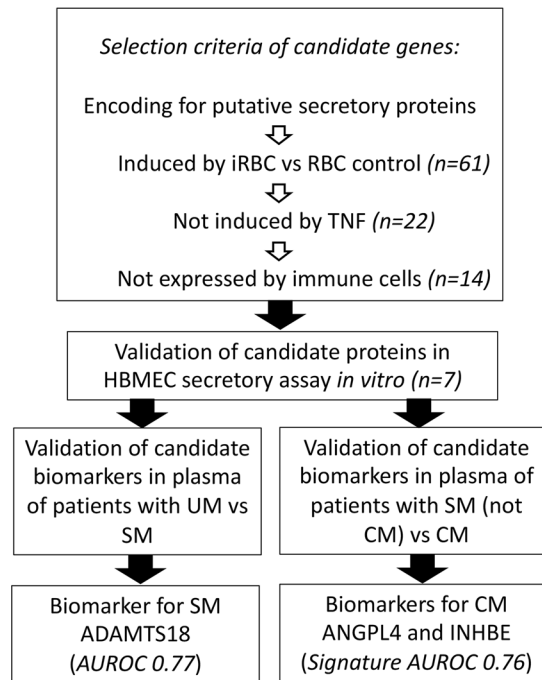 Selection criteria of candidate genes:
Encoding for putative secretory proteins
Induced by iRBC vs RBC control (n=61)
Not induced by TNF (n=22)
Not expressed by immune cells (n=14)
Validation of candidate proteins in
HBMEC secretory assay in vitro (n=7)
Validation of candidate
biomarkers in plasma
of patients with UM vs
SM
Validation of candidate
biomarkers in plasma of
patients with SM (not
CM) vs CM
Biomarker for SM
ADAMTS18
(AUROC 0.77)
Biomarkers for CM
ANGPL4 and INHBE
(Signature AUROC 0.76)